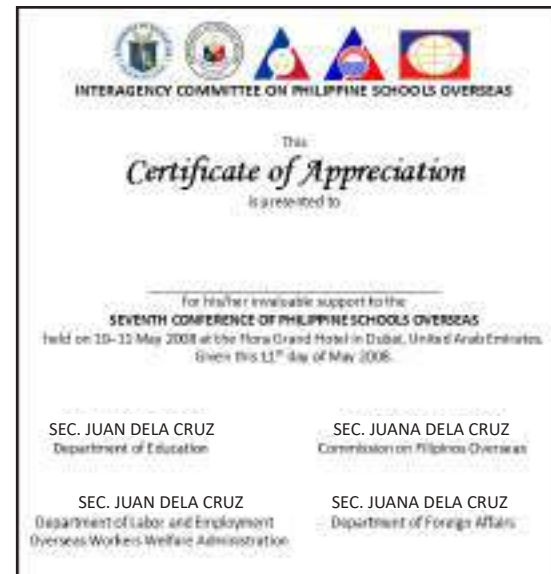 INTERAGENCY COMMITTEE ON PHILIPPINE SCHOOLS OVERSEAS
This
Certificate of Appreciation
is presented to
for his/her invaluable support to the
SEVENTH CONFERENCE OF PHILIPPINE SCHOOLS OVERSEAS
held on 10–11 May 2008 at the Flora Grand Hotel in Dubai, United Arab Emirates.
Given this 11th day of May 2008.
SEC. JUAN DELA CRUZ SEC. JUANA DELA CRUZ
Department of Education Commission on Filipinos Overseas
SEC. JUAN DELA CRUZ SEC. JUANA DELA CRUZ
Department of Labor and Employment Department of Foreign Affairs
Overseas Workers Welfare Administration